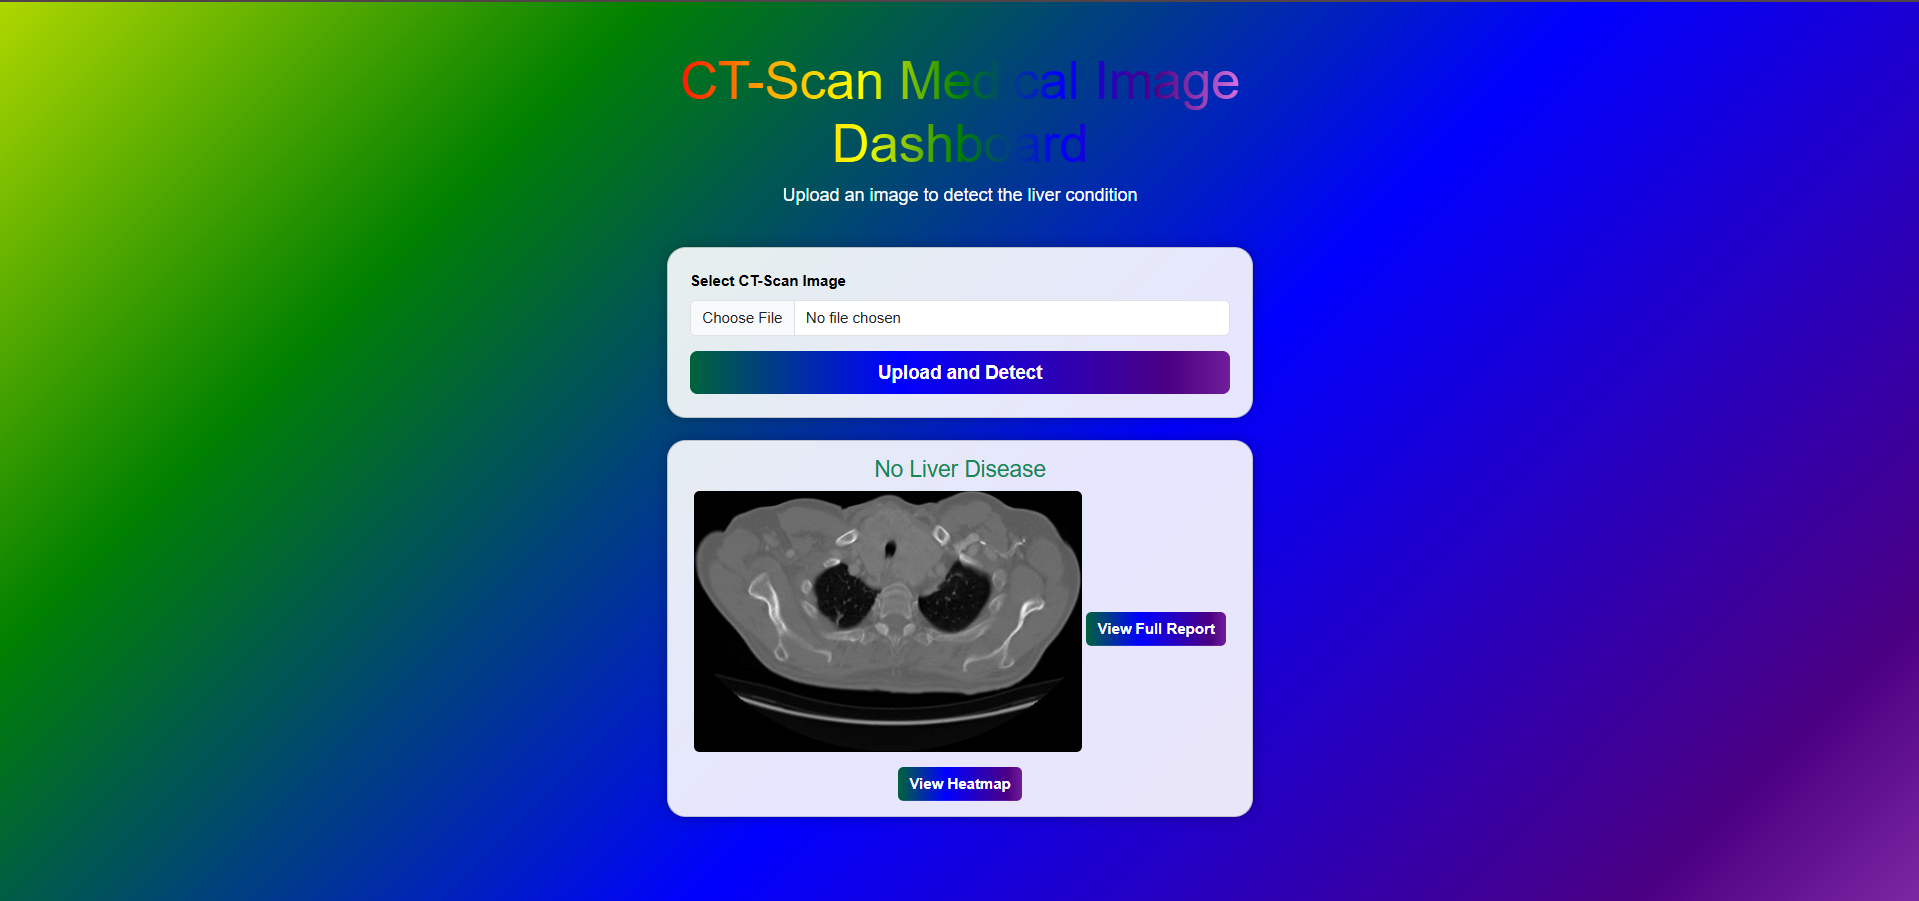 CT-Scan Medical Image
Dashboard
Upload an image to detect the liver condition
Select CT-Scan Image
Choose File No file chosen
Upload and Detect
No Liver Disease
View Full Report
View Heatmap